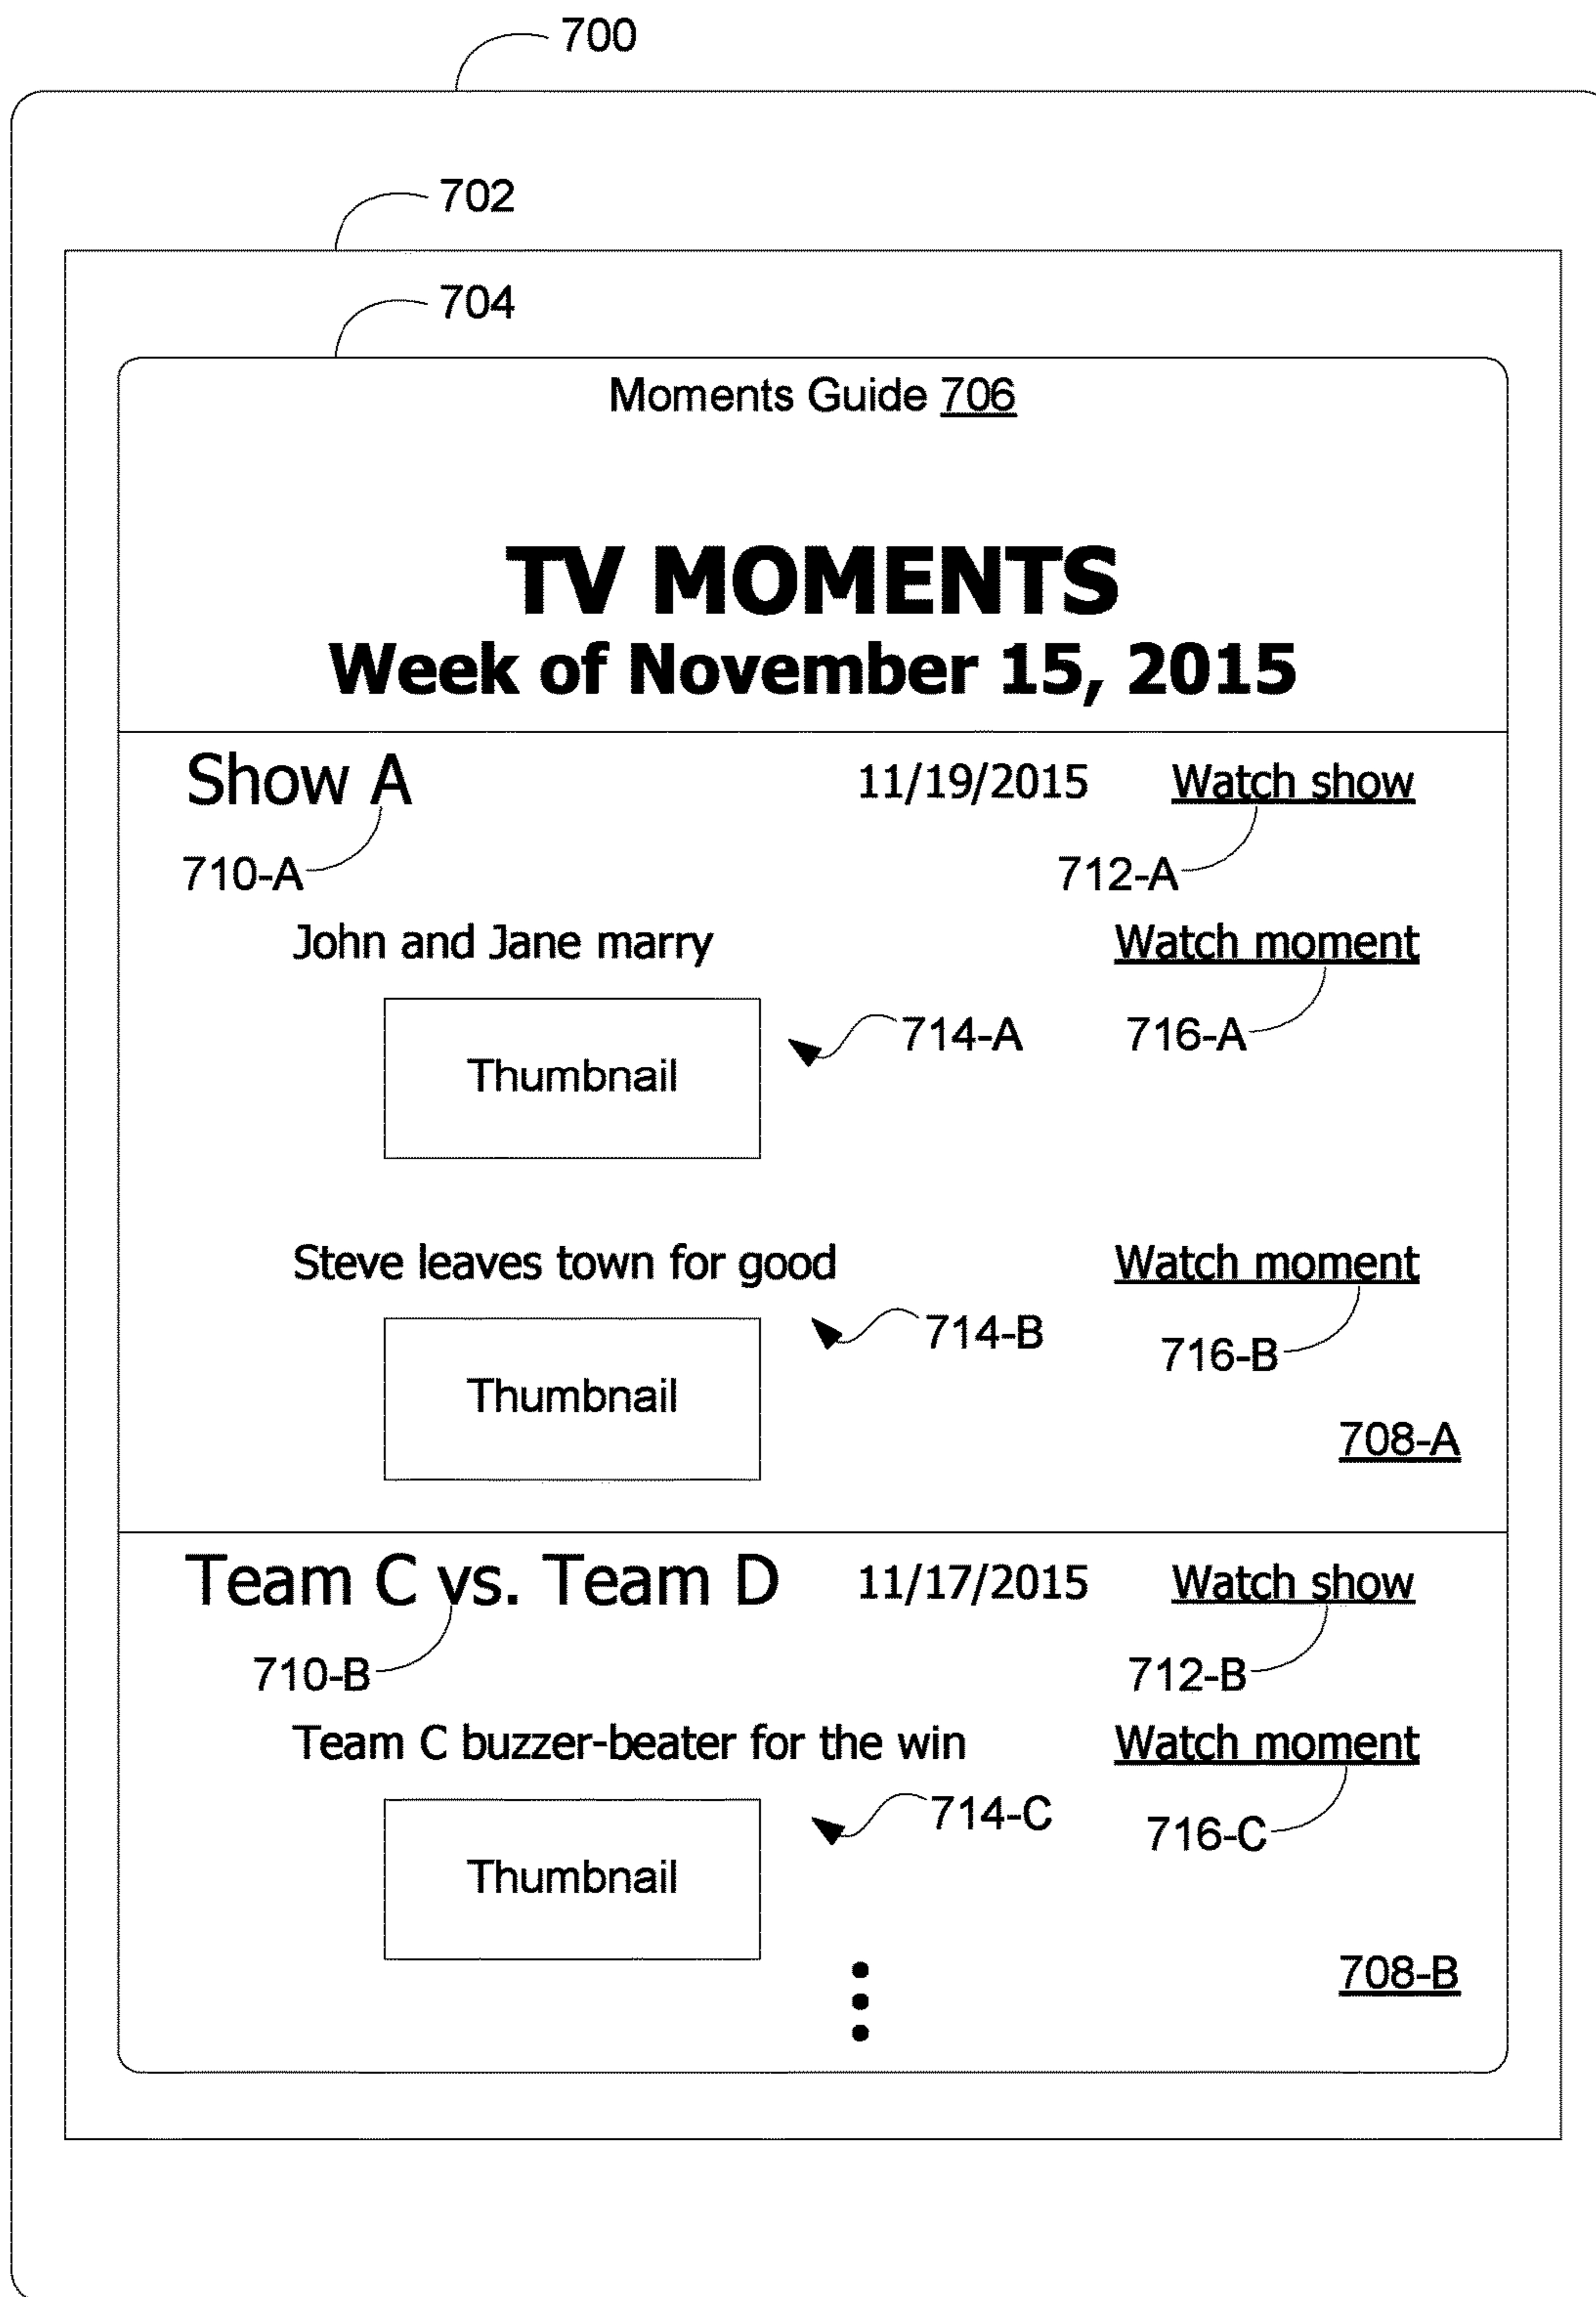 700
702
704
Moments Guide 706
TV MOMENTS
Week of November 15, 2015
Show A 11/19/2015 Watch show
710-A 712-A
John and Jane marry Watch moment
714-A 716-A
Thumbnail
Steve leaves town for good Watch moment
714-B 716-B
Thumbnail
708-A
Team C vs. Team D 11/17/2015 Watch show
710-B 712-B
Team C buzzer-beater for the win Watch moment
714-C 716-C
Thumbnail
708-B